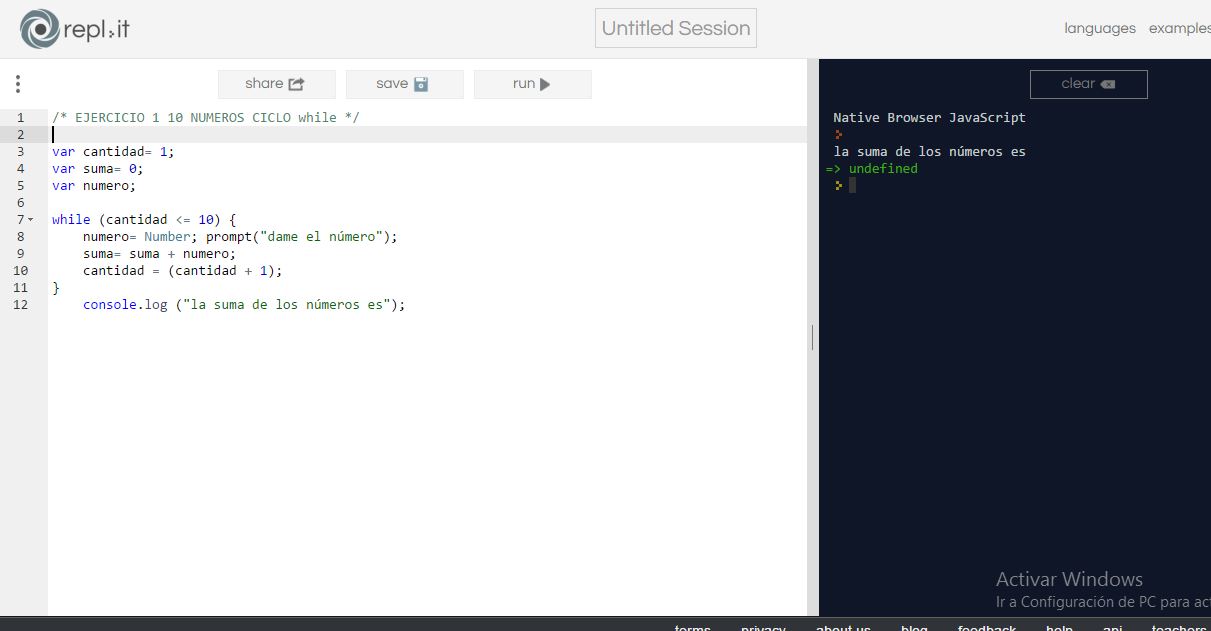 repl.it
Untitled Session
languages examples
share save run clear
1 /* EJERCICIO 1 10 NUMEROS CICLO while */
2
3 var cantidad= 1;
4 var suma= 0;
5 var numero;
6
7 while (cantidad <= 10) {
8 numero= Number; prompt("dame el número");
9 suma= suma + numero;
10 cantidad = (cantidad + 1);
11 }
12 console.log ("la suma de los números es");
Native Browser JavaScript
la suma de los números es
=> undefined
Activar Windows
Ir a Configuración de PC para act
terms privacy about us blog feedback help api teachers